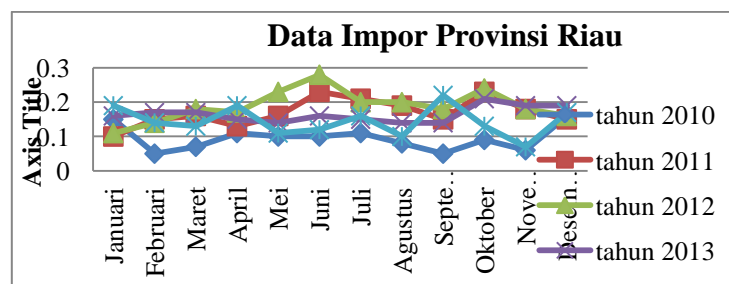 Data Impor Provinsi Riau
Axis Title
0.3
0.2
0.1
0
Januari
Februari
Maret
April
Mei
Juni
Juli
Agustus
Septe…
Oktober
Nove…
Desem…
tahun 2010
tahun 2011
tahun 2012
tahun 2013